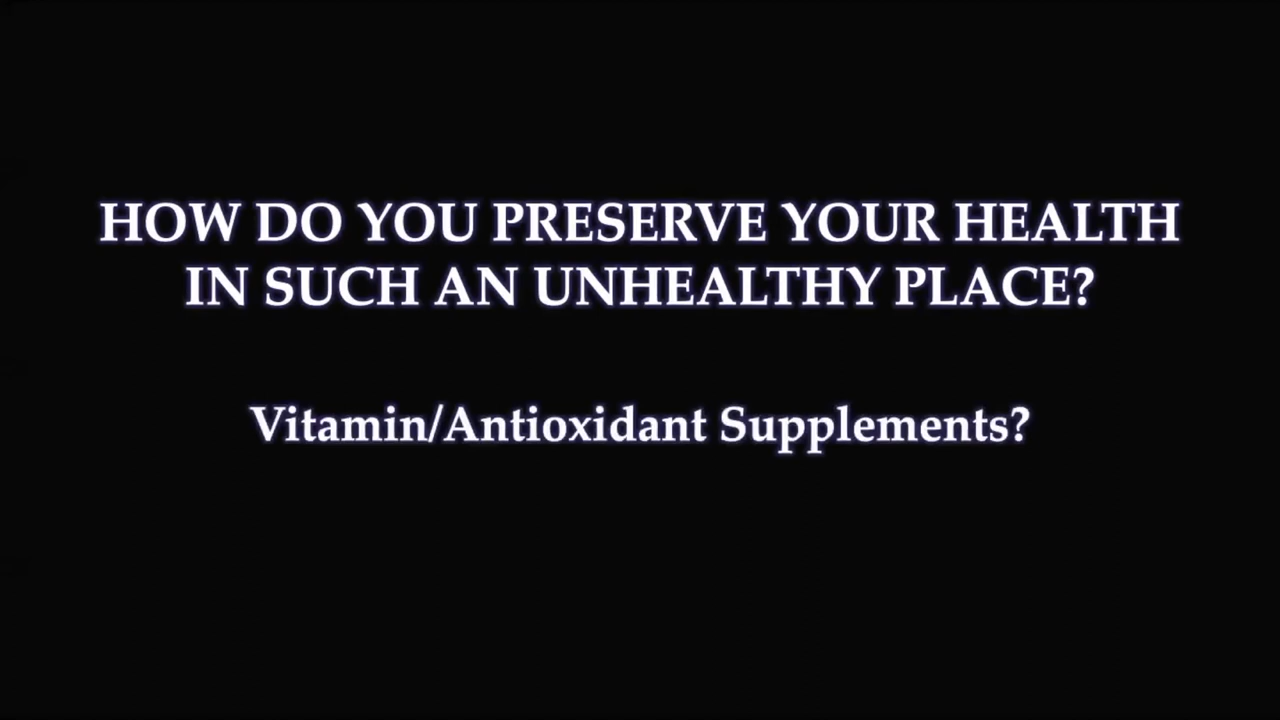 HOW DO YOU PRESERVE YOUR HEALTH
IN SUCH AN UNHEALTHY PLACE?
Vitamin/Antioxidant Supplements?